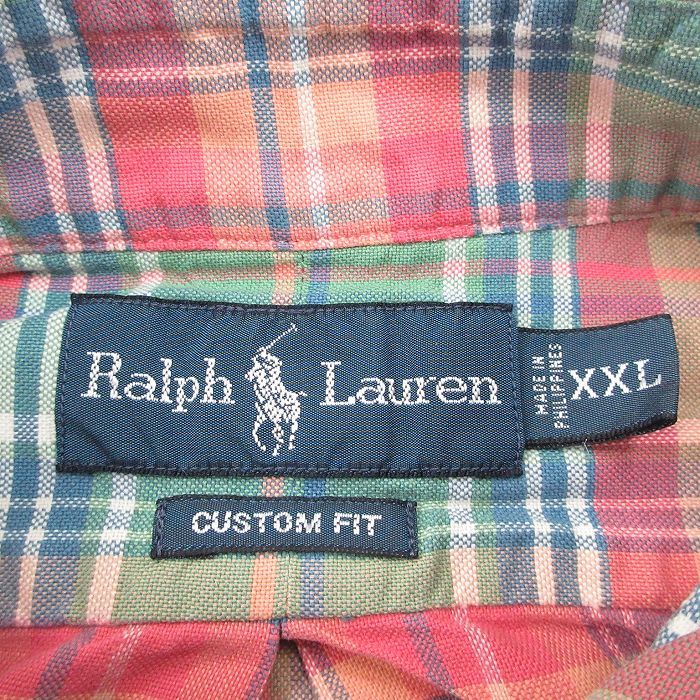 Ralph Lauren
MADE IN
PHILIPPINES
XXL
CUSTOM FIT